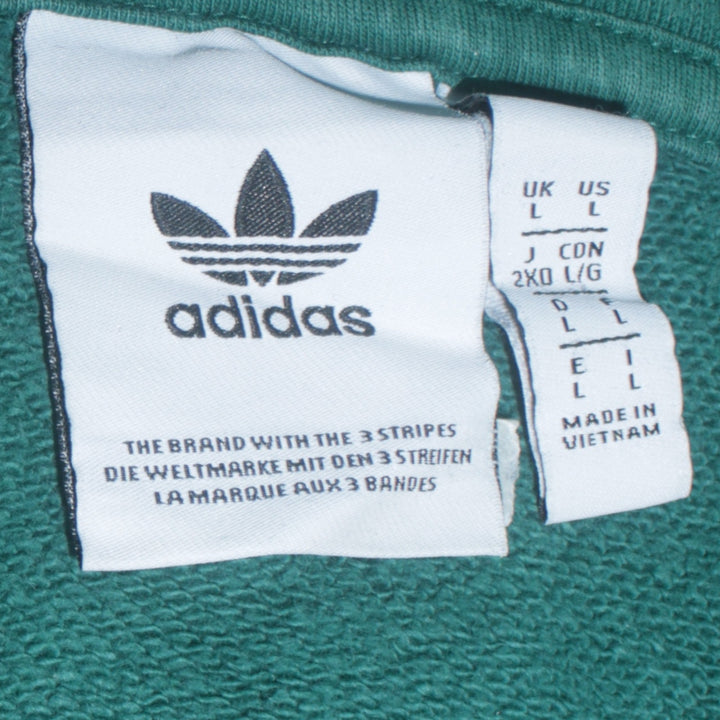 adidas
THE BRAND WITH THE 3 STRIPES
DIE WELTMARKE MIT DEN 3 STREIFEN
LA MARQUE AUX 3 BANDES
UK US
L L
J CDN
2XO L/G
D F
L L
E I
L L
MADE IN
VIETNAM